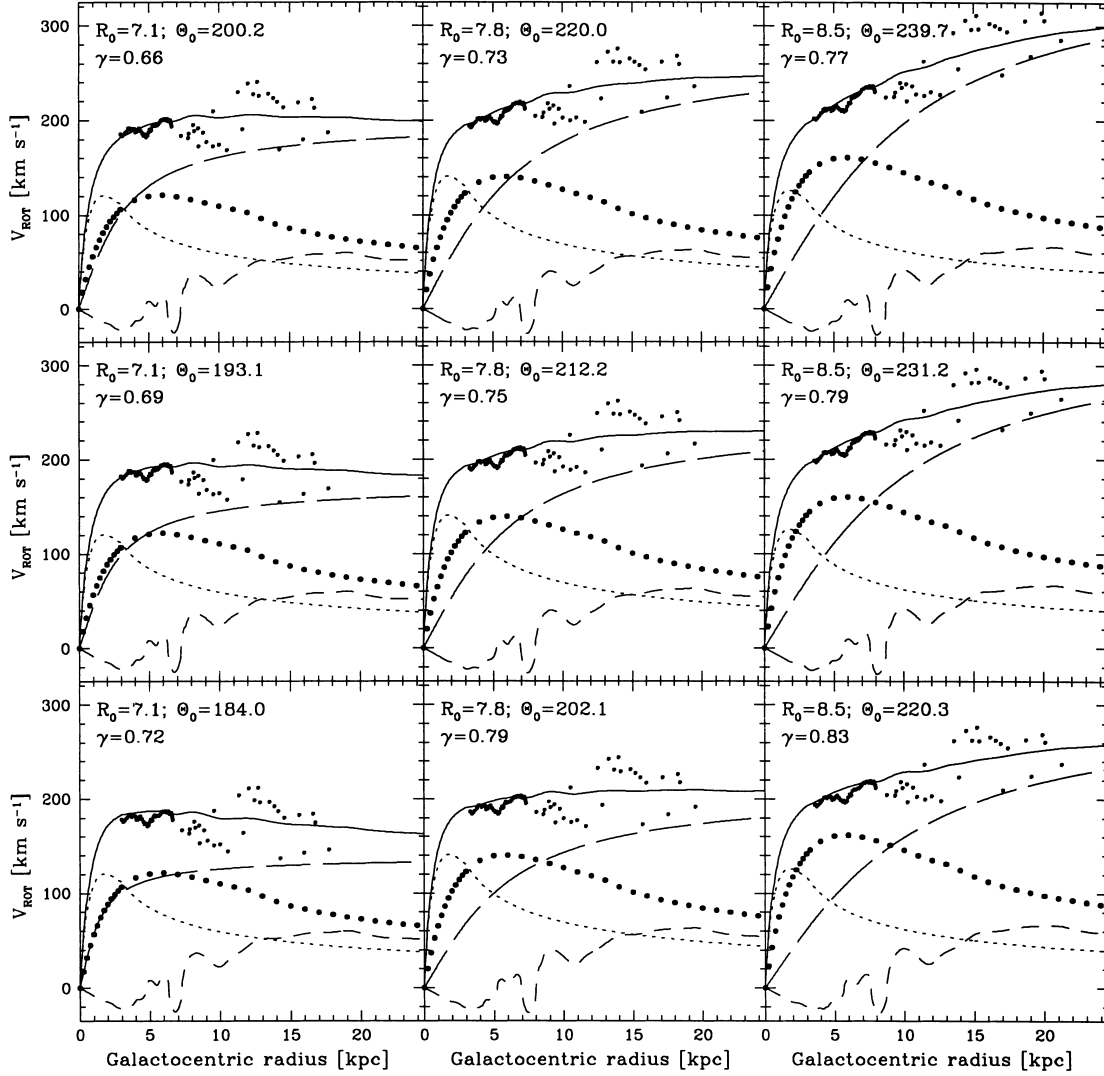 300
200
100
0
V_ROT [km s⁻¹]
R₀=7.1; Θ₀=200.2
γ=0.66
R₀=7.8; Θ₀=220.0
γ=0.73
R₀=8.5; Θ₀=239.7
γ=0.77
300
200
100
0
V_ROT [km s⁻¹]
R₀=7.1; Θ₀=193.1
γ=0.69
R₀=7.8; Θ₀=212.2
γ=0.75
R₀=8.5; Θ₀=231.2
γ=0.79
300
200
100
0
V_ROT [km s⁻¹]
R₀=7.1; Θ₀=184.0
γ=0.72
R₀=7.8; Θ₀=202.1
γ=0.79
R₀=8.5; Θ₀=220.3
γ=0.83
0 5 10 15 20 0 5 10 15 20 0 5 10 15 20
Galactocentric radius [kpc] Galactocentric radius [kpc] Galactocentric radius [kpc]